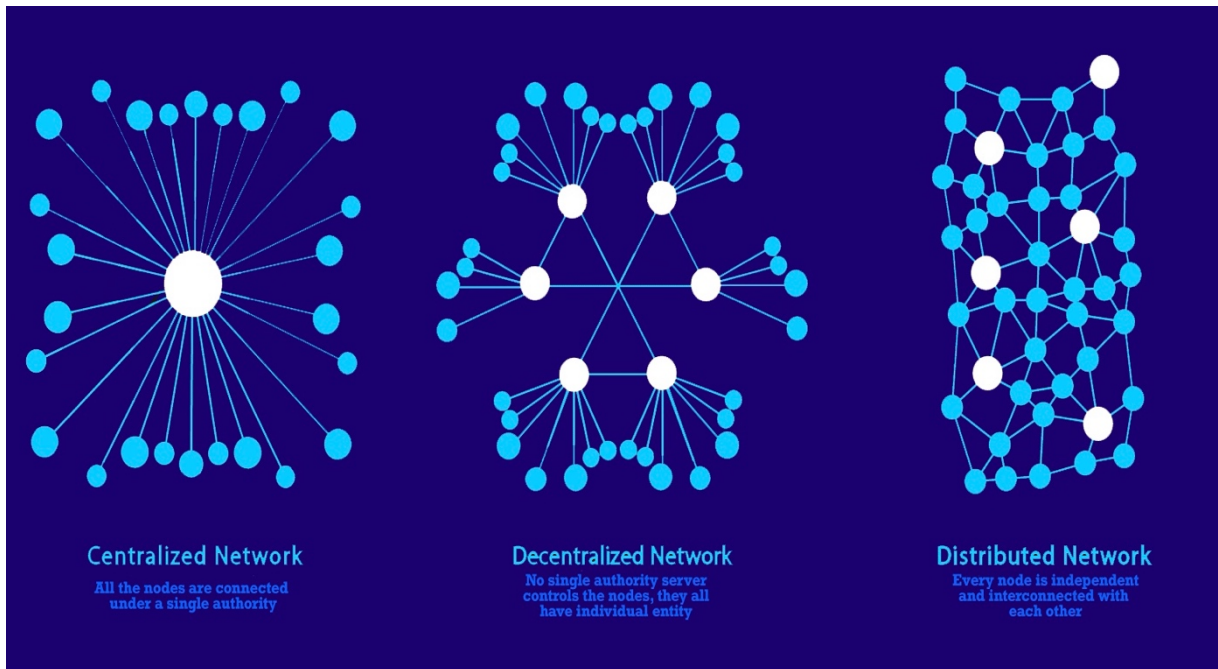 Centralized Network
All the nodes are connected
under a single authority
Decentralized Network
No single authority server
controls the nodes, they all
have individual entity
Distributed Network
Every node is independent
and interconnected with
each other